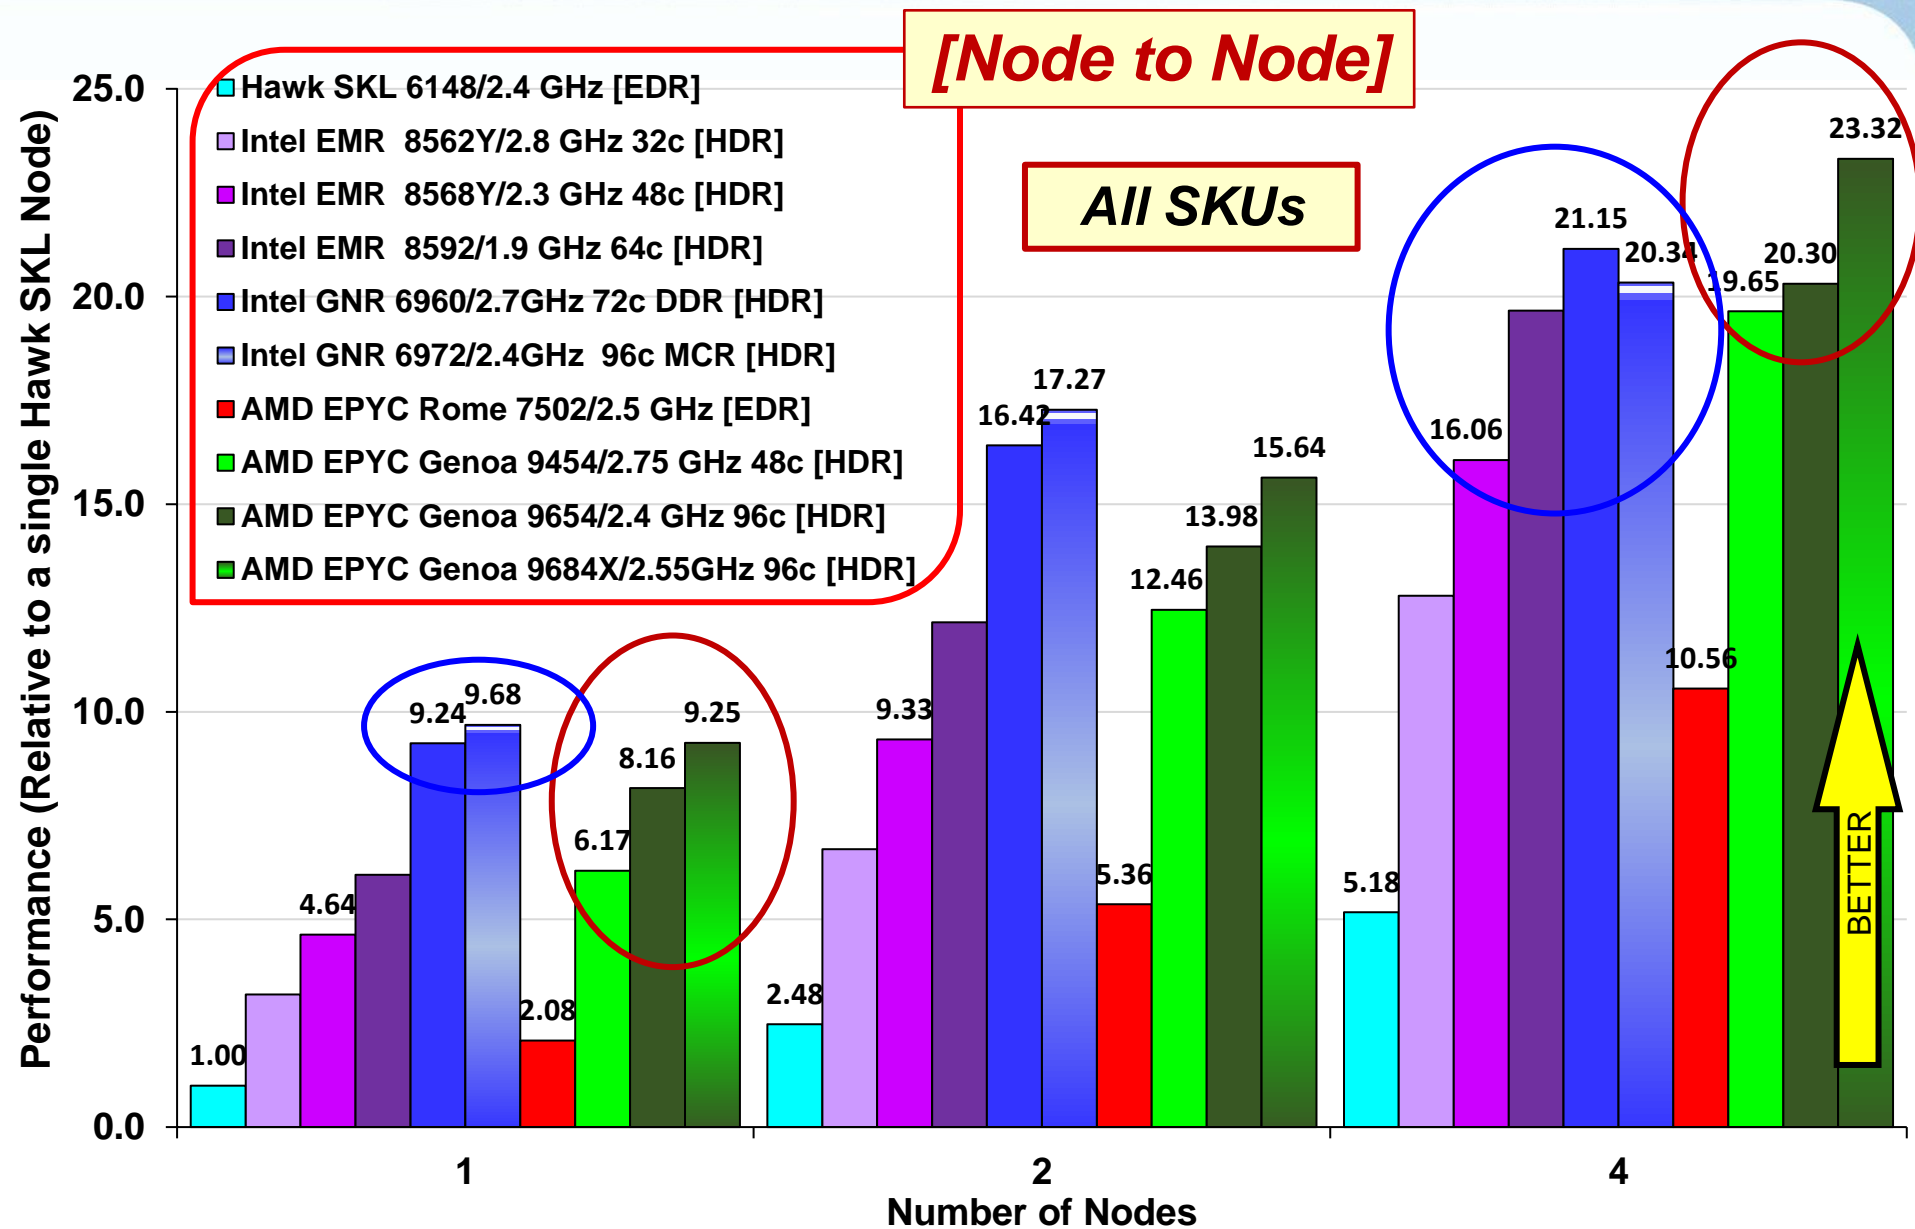 [Node to Node]
All SKUs
Hawk SKL 6148/2.4 GHz [EDR]
Intel EMR  8562Y/2.8 GHz 32c [HDR]
Intel EMR  8568Y/2.3 GHz 48c [HDR]
Intel EMR  8592/1.9 GHz 64c [HDR]
Intel GNR 6960/2.7GHz 72c DDR [HDR]
Intel GNR 6972/2.4GHz  96c MCR [HDR]
AMD EPYC Rome 7502/2.5 GHz [EDR]
AMD EPYC Genoa 9454/2.75 GHz 48c [HDR]
AMD EPYC Genoa 9654/2.4 GHz 96c [HDR]
AMD EPYC Genoa 9684X/2.55GHz 96c [HDR]
Performance (Relative to a single Hawk SKL Node)
25.0
20.0
15.0
10.0
5.0
0.0
1.00
4.64
9.24
9.68
2.08
6.17
8.16
9.25
2.48
9.33
16.42
17.27
5.36
12.46
13.98
15.64
5.18
16.06
21.15
20.34
10.56
19.65
20.30
23.32
BETTER
1
2
4
Number of Nodes